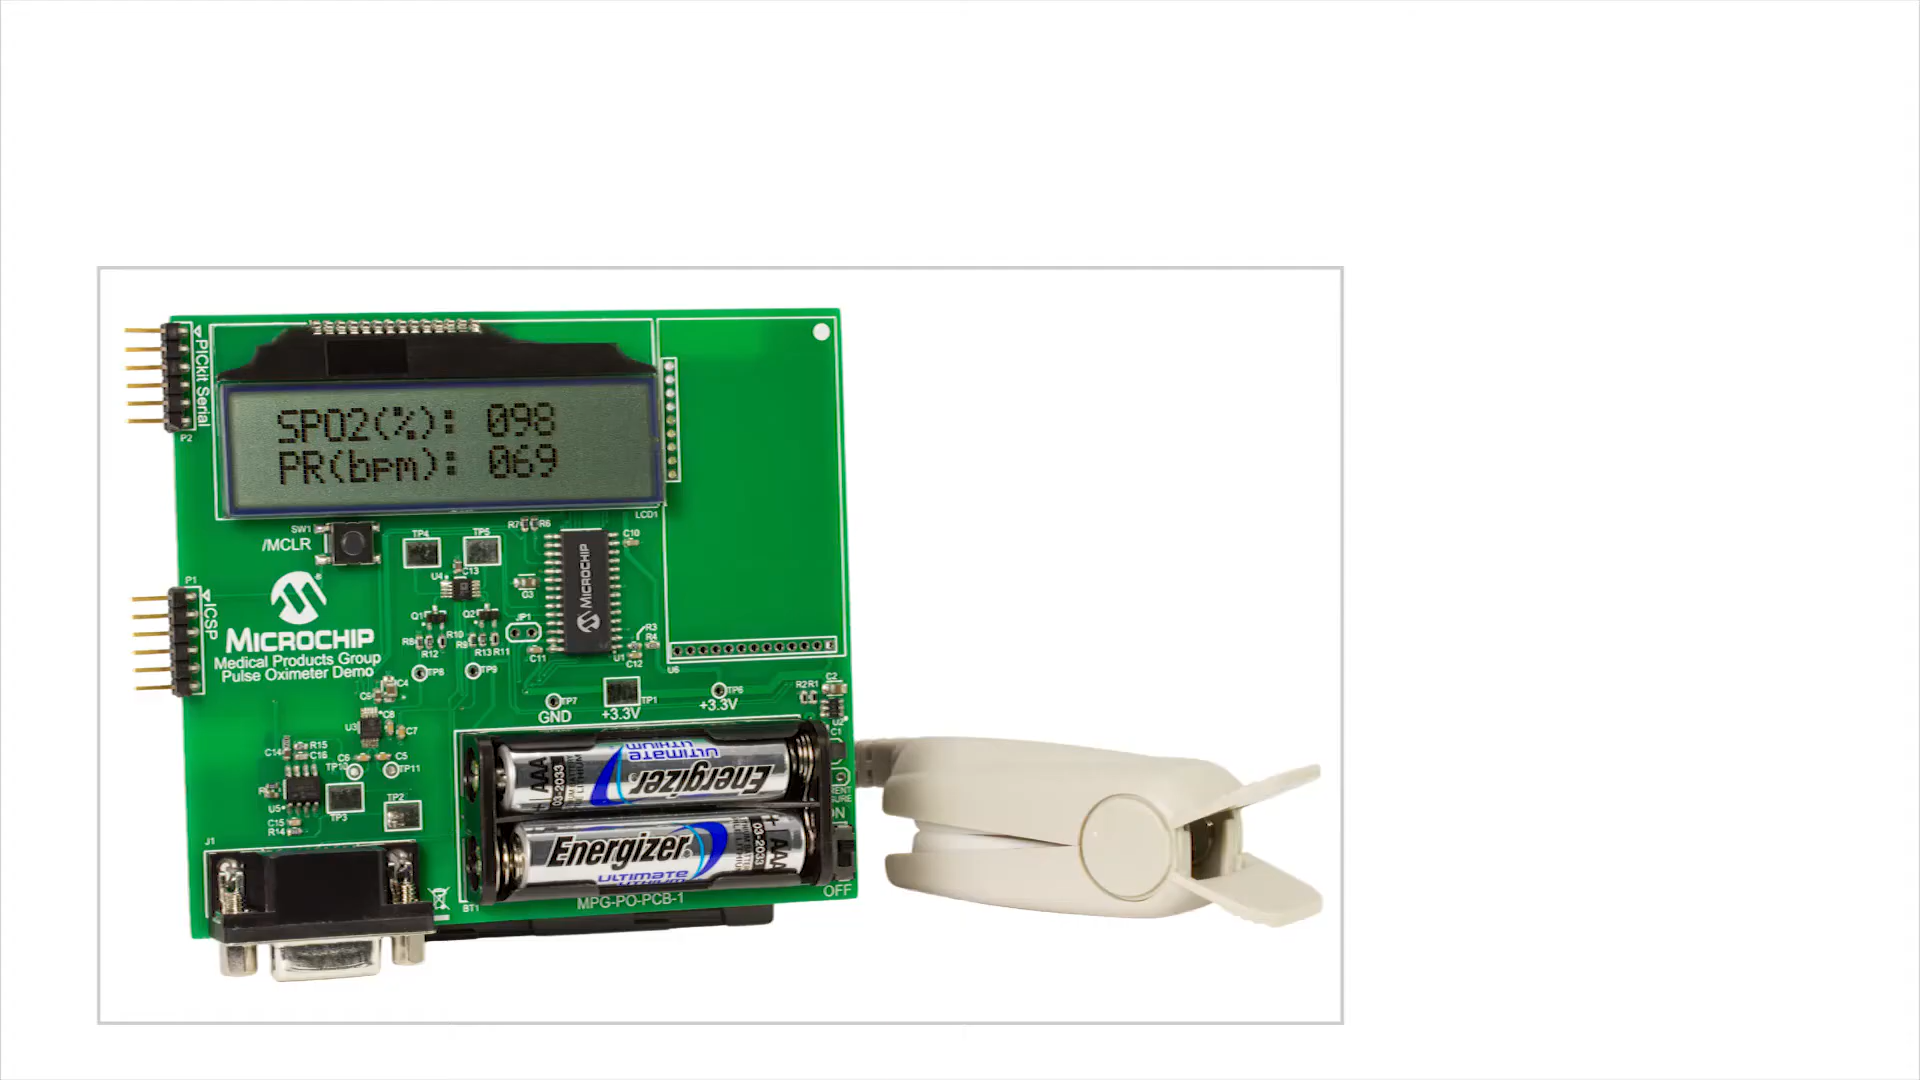 PICkit Serial
P2
SPO2(%): 098
PR(bpm): 069
LCD1
SW1
/MCLR
TP4
TP5
R7
R6
C10
U4
C13
MICROCHIP
P1
ICSP
Q1
Q2
JP1
R3
R4
R8
R10
R12
R9
R13
R11
C11
U1
C12
U6
MICROCHIP
Medical Products Group
Pulse Oximeter Demo
TP8
TP9
C4
TP7
GND
TP1
+3.3V
TP6
+3.3V
R2
R1
C2
U2
C1
U3
C8
C7
C14
R15
C16
C6
C5
TP10
TP11
U5
TP3
TP2
C15
R14
J1
Energizer
ULTIMATE
LITHIUM
AAA
03-2033
Energizer
ULTIMATE
LITHIUM
AAA
03-2033
OFF
BT1
MPG-PO-PCB-1